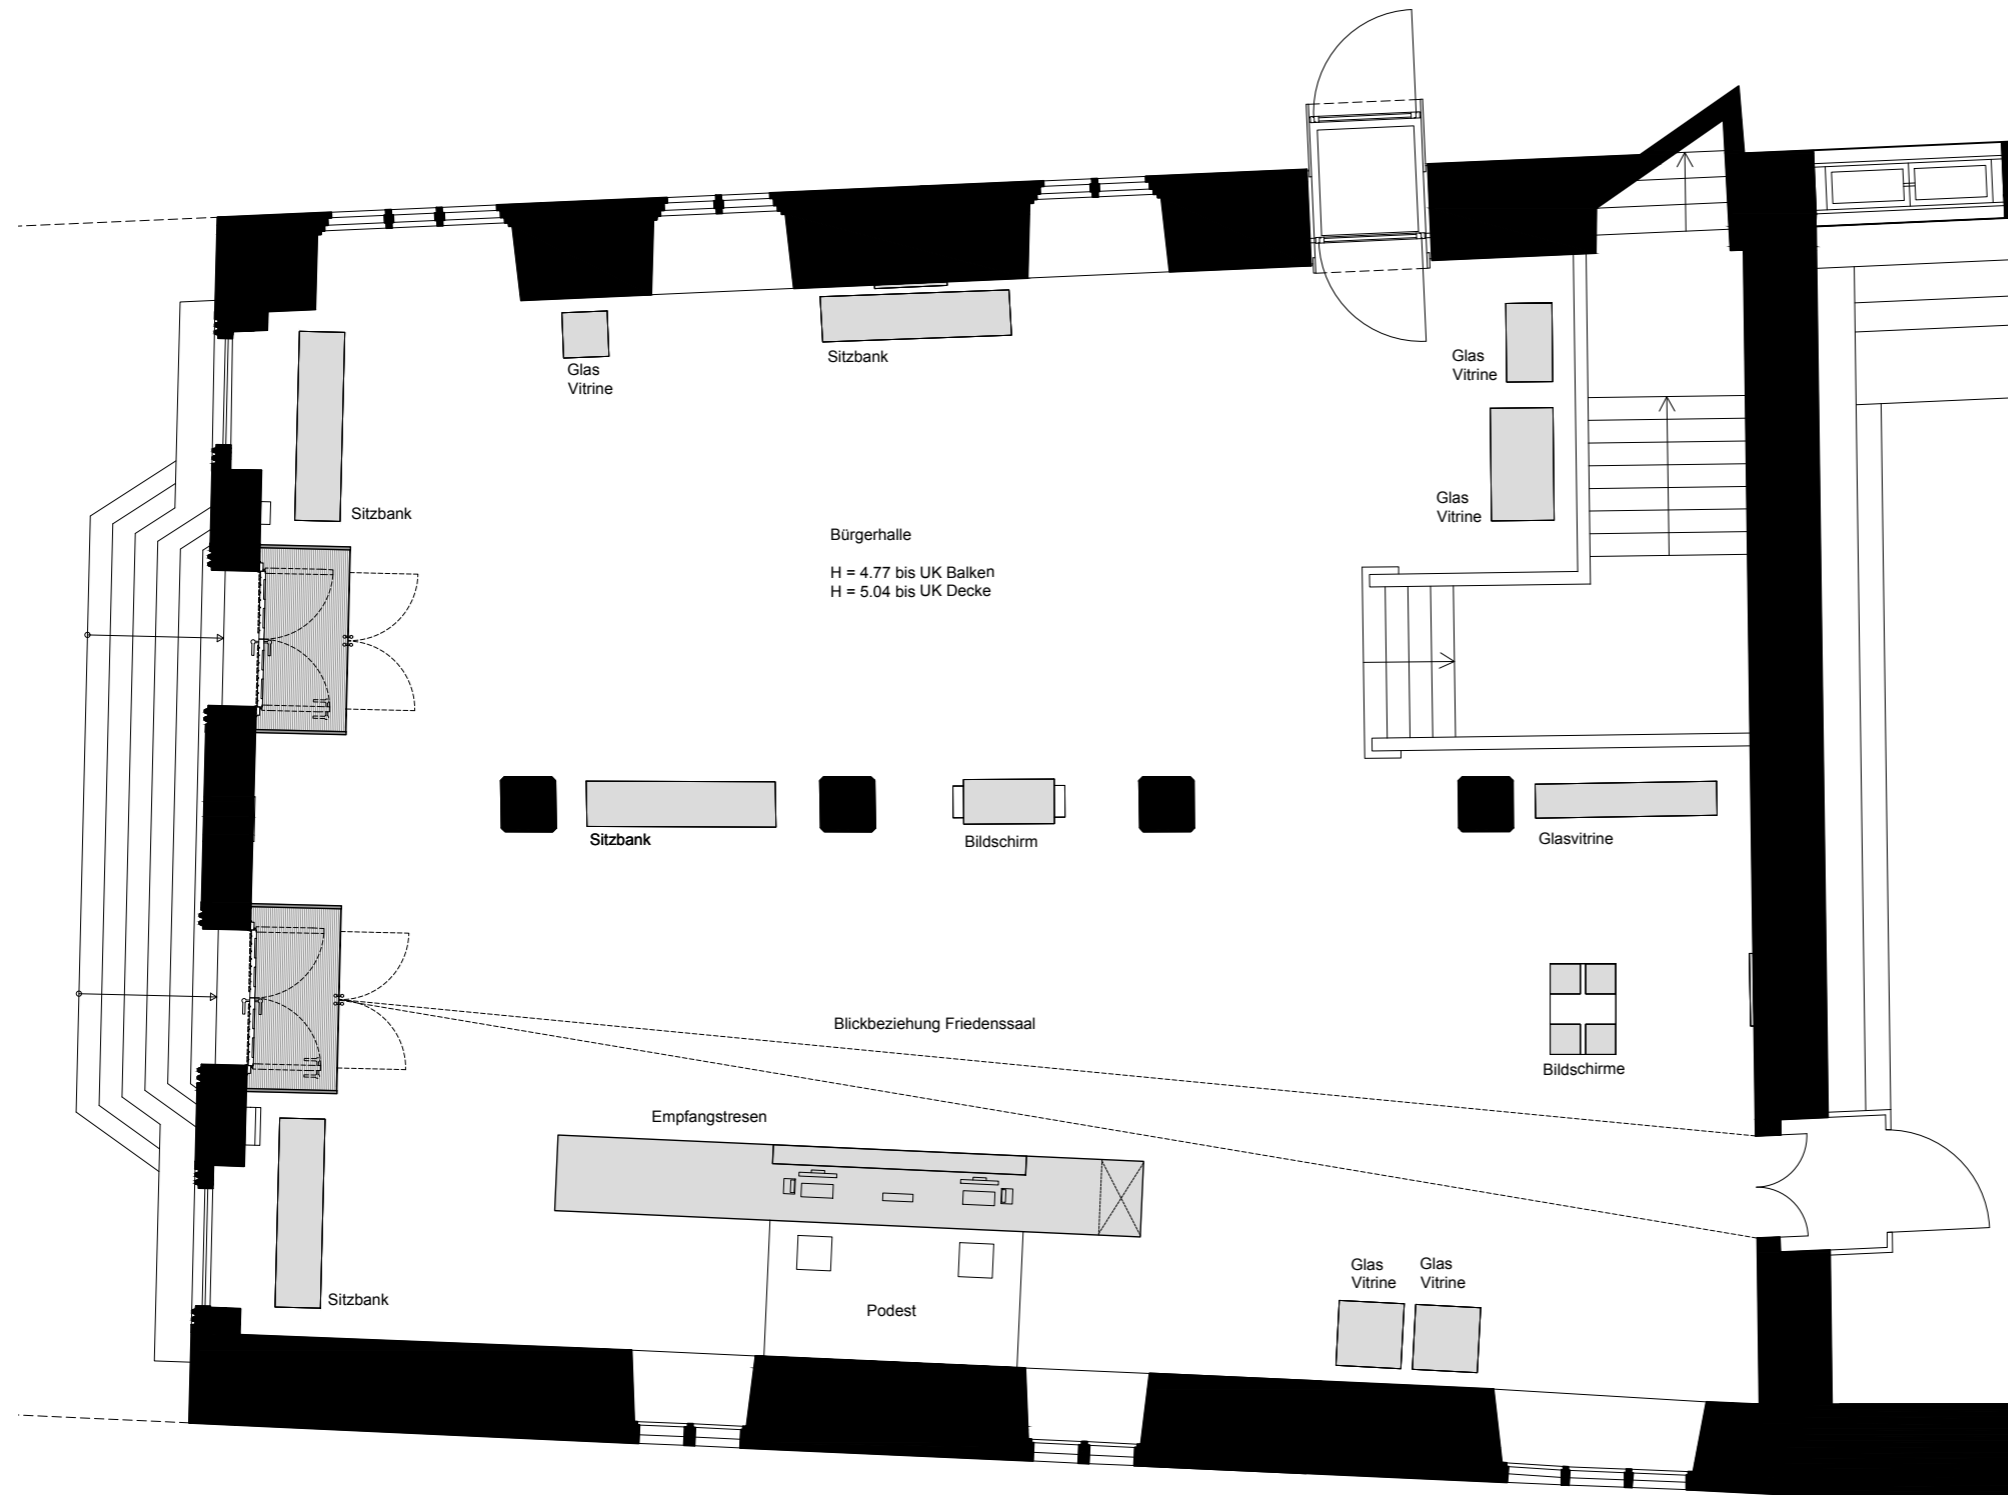 Glas
Vitrine
Sitzbank
Glas
Vitrine
Glas
Vitrine
Sitzbank
Bürgerhalle
H = 4.77 bis UK Balken
H = 5.04 bis UK Decke
Sitzbank
Bildschirm
Glasvitrine
Blickbeziehung Friedenssaal
Bildschirme
Empfangstresen
Glas
Vitrine
Glas
Vitrine
Sitzbank
Podest